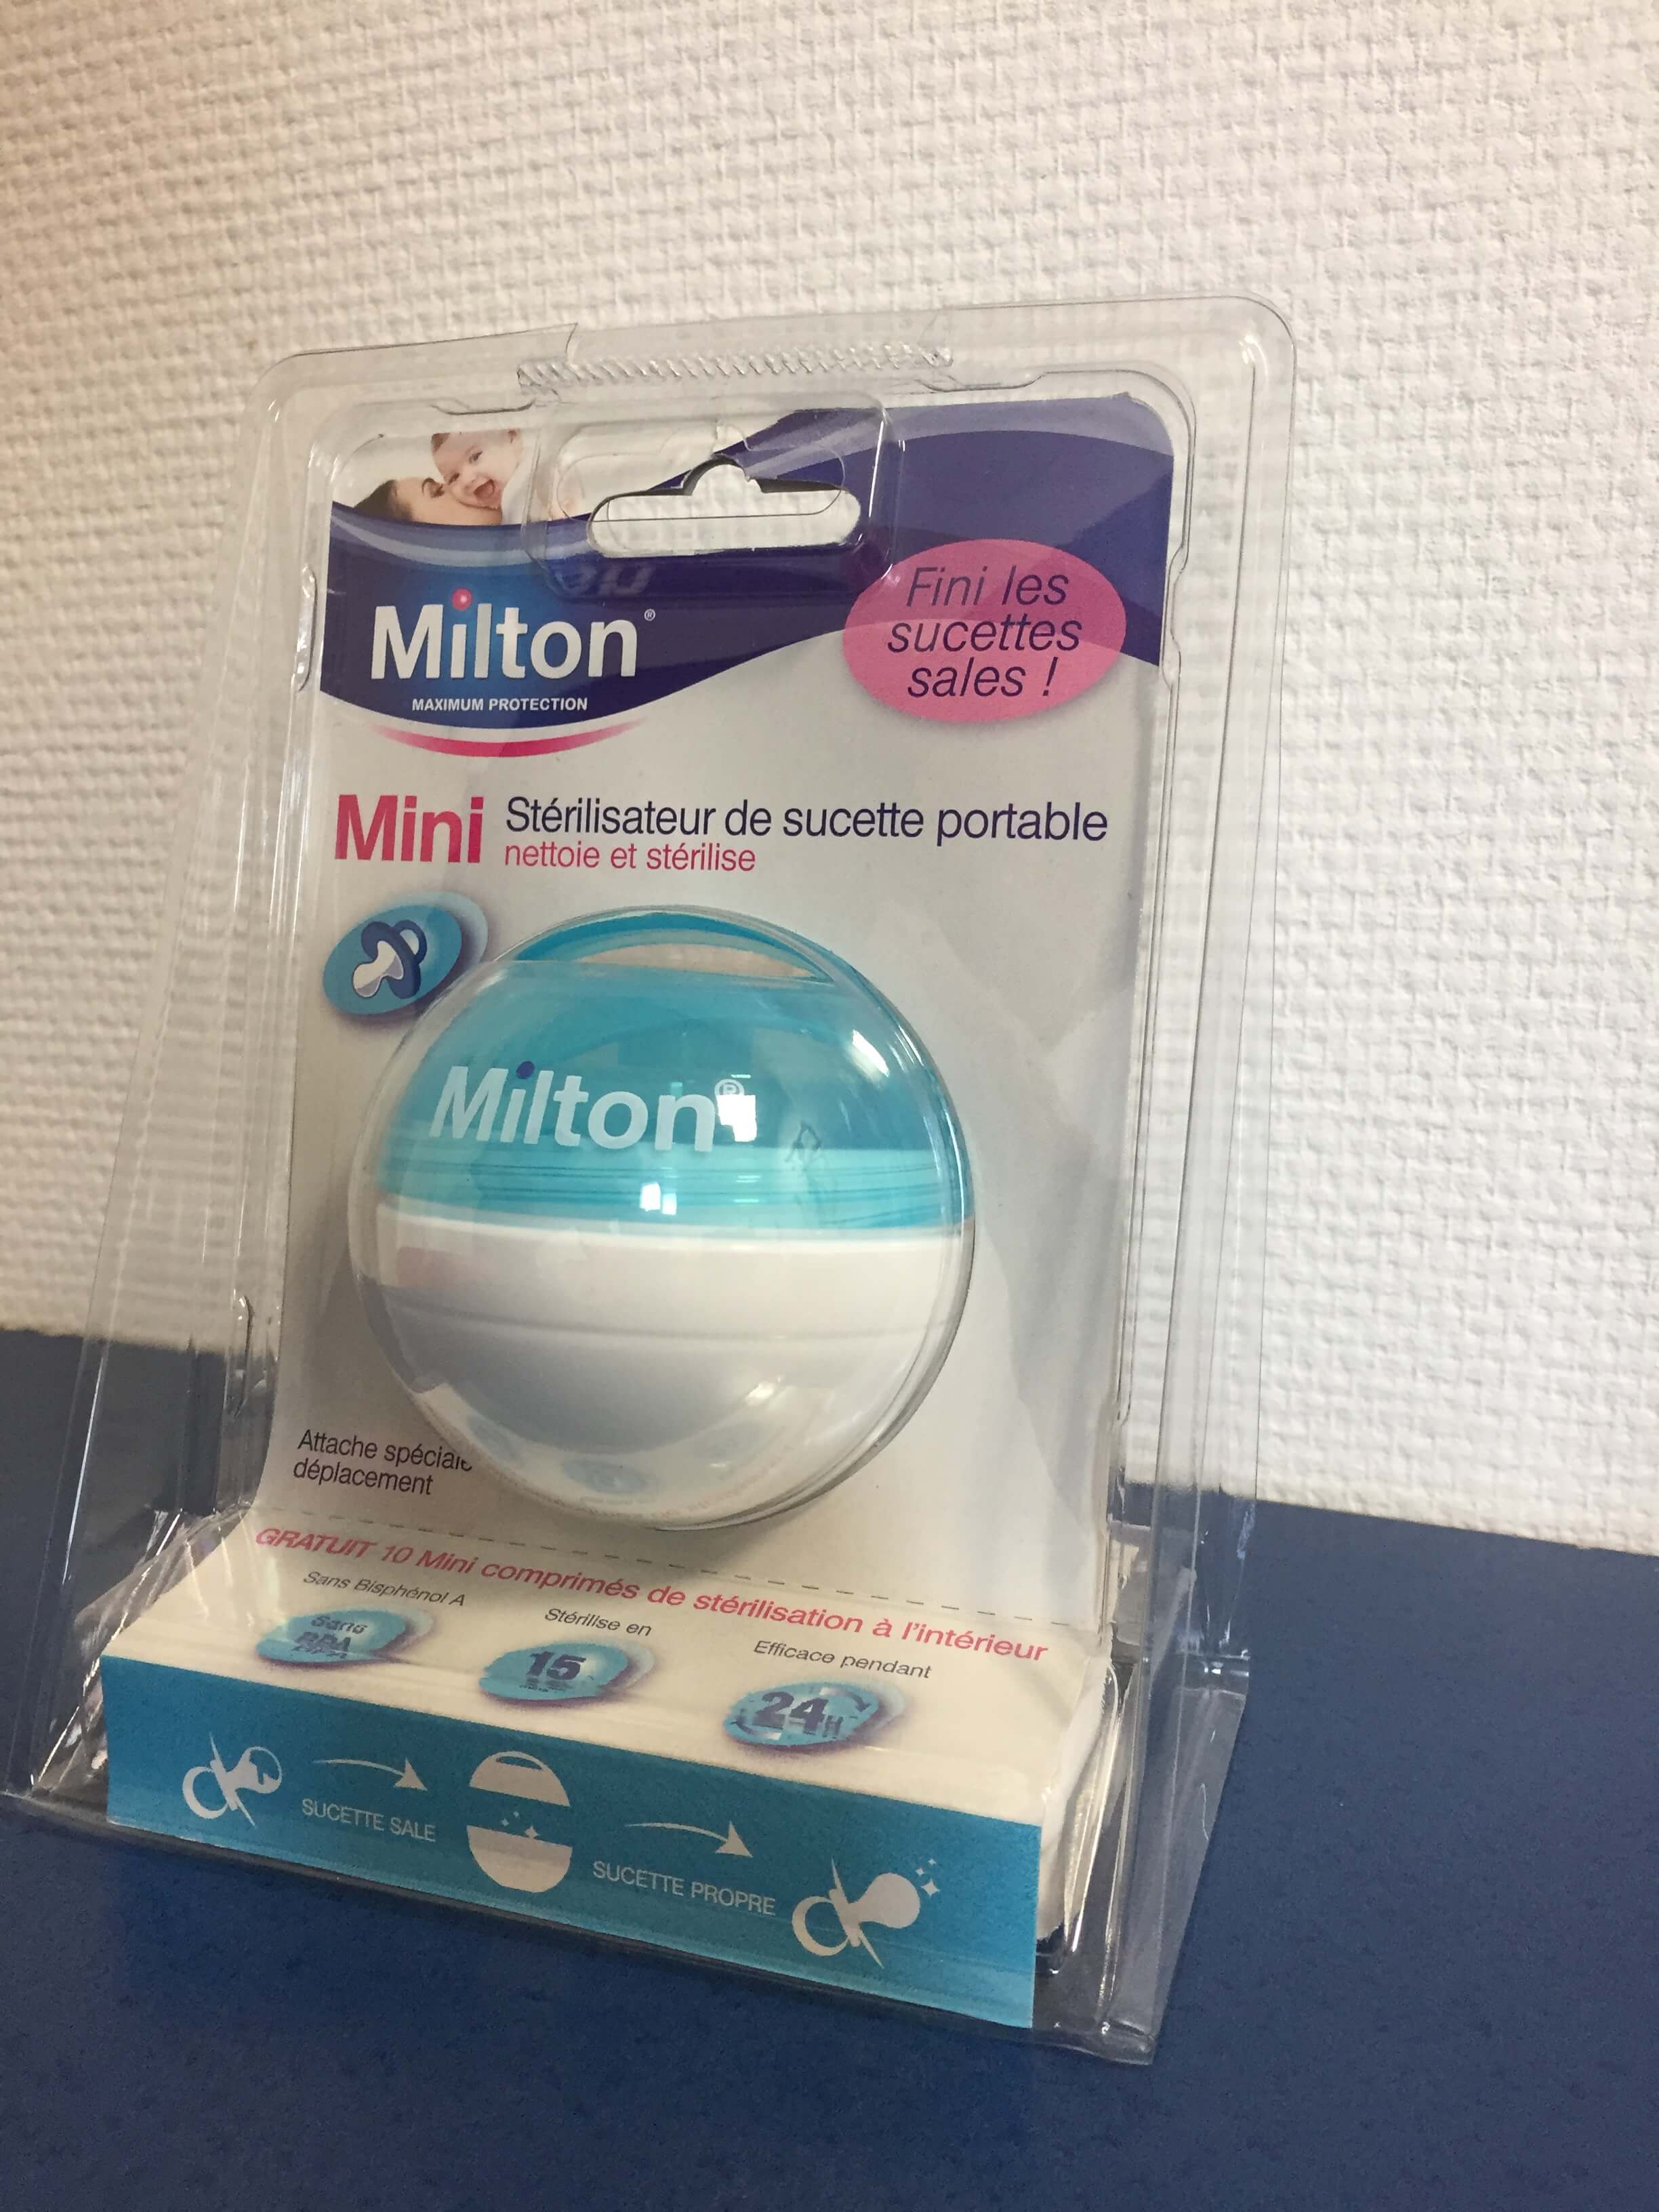 Milton®
MAXIMUM PROTECTION
Fini les
sucettes
sales !
Mini
Stérilisateur de sucette portable
nettoie et stérilise
Milton®
Attache spéciale
déplacement
GRATUIT 10 Mini comprimés de stérilisation à l'intérieur
Sans Bisphénol A
Sans
BPA
Stérilise en
15
Efficace pendant
24H
SUCETTE SALE
SUCETTE PROPRE